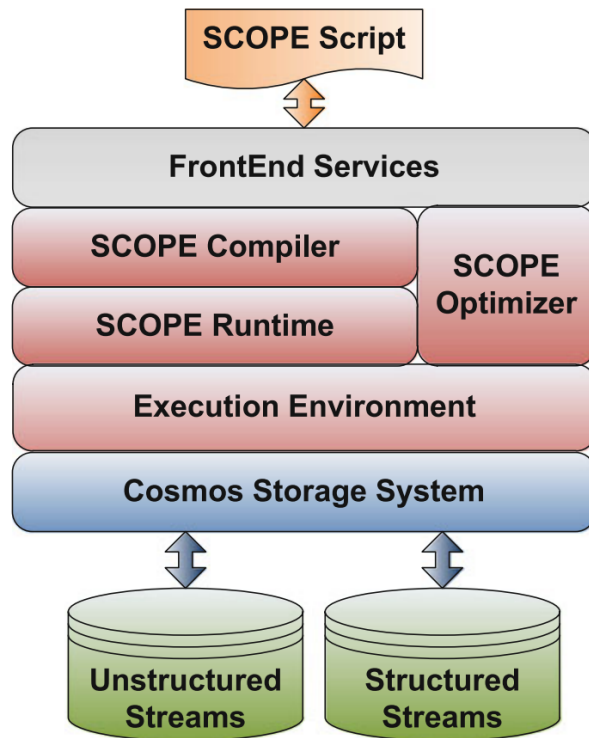 SCOPE Script
FrontEnd Services
SCOPE Compiler
SCOPE
Optimizer
SCOPE Runtime
Execution Environment
Cosmos Storage System
Unstructured
Streams
Structured
Streams